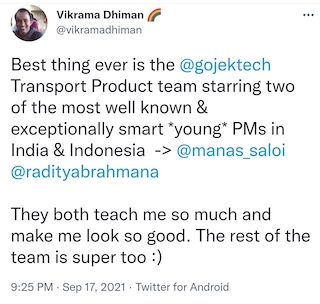 Vikrama Dhiman 🌈
@vikramadhiman
Best thing ever is the @gojektech
Transport Product team starring two
of the most well known &
exceptionally smart *young* PMs in
India & Indonesia -> @manas_saloi
@radityabrahmana
They both teach me so much and
make me look so good. The rest of the
team is super too :)
9:25 PM · Sep 17, 2021 · Twitter for Android